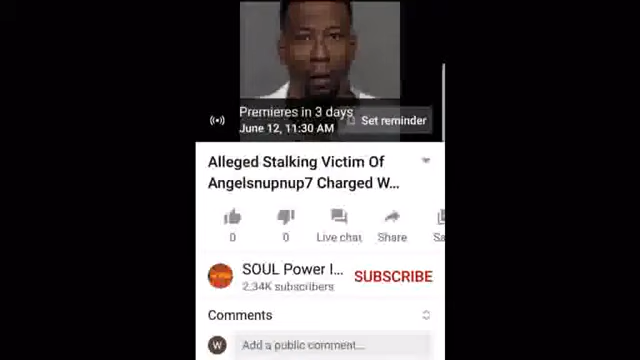 Premieres in 3 days
June 12, 11:30 AM
Set reminder
Alleged Stalking Victim Of
Angelsnupnup7 Charged W...
0
0
Live chat
Share
Sa
SOUL Power I...
2.34K subscribers
SUBSCRIBE
Comments
W
Add a public comment...